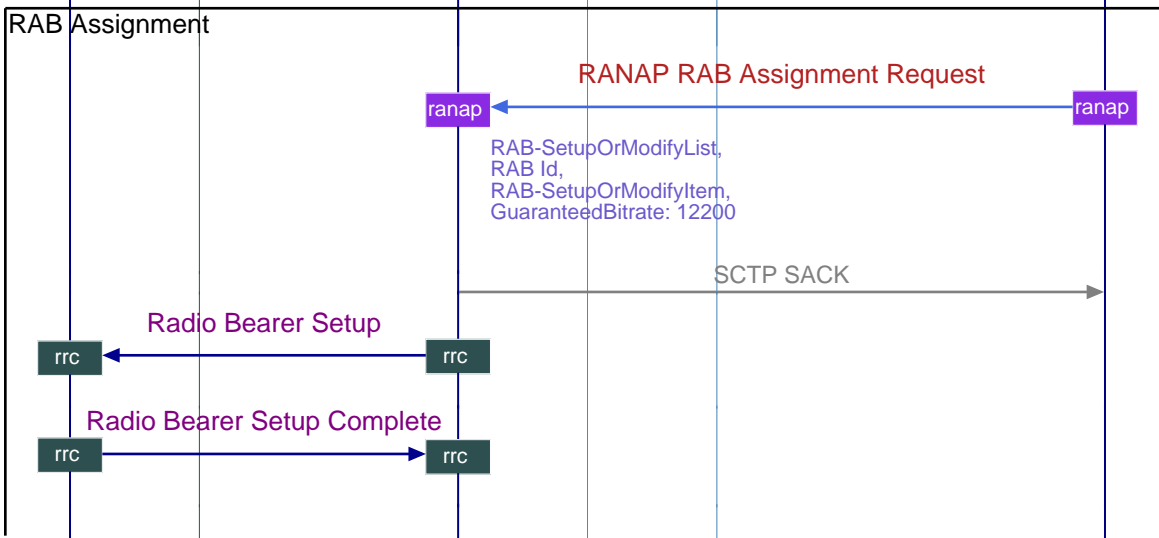 RAB Assignment
RANAP RAB Assignment Request
ranap
ranap
RAB-SetupOrModifyList,
RAB Id,
RAB-SetupOrModifyItem,
GuaranteedBitrate: 12200
SCTP SACK
Radio Bearer Setup
rrc
rrc
Radio Bearer Setup Complete
rrc
rrc